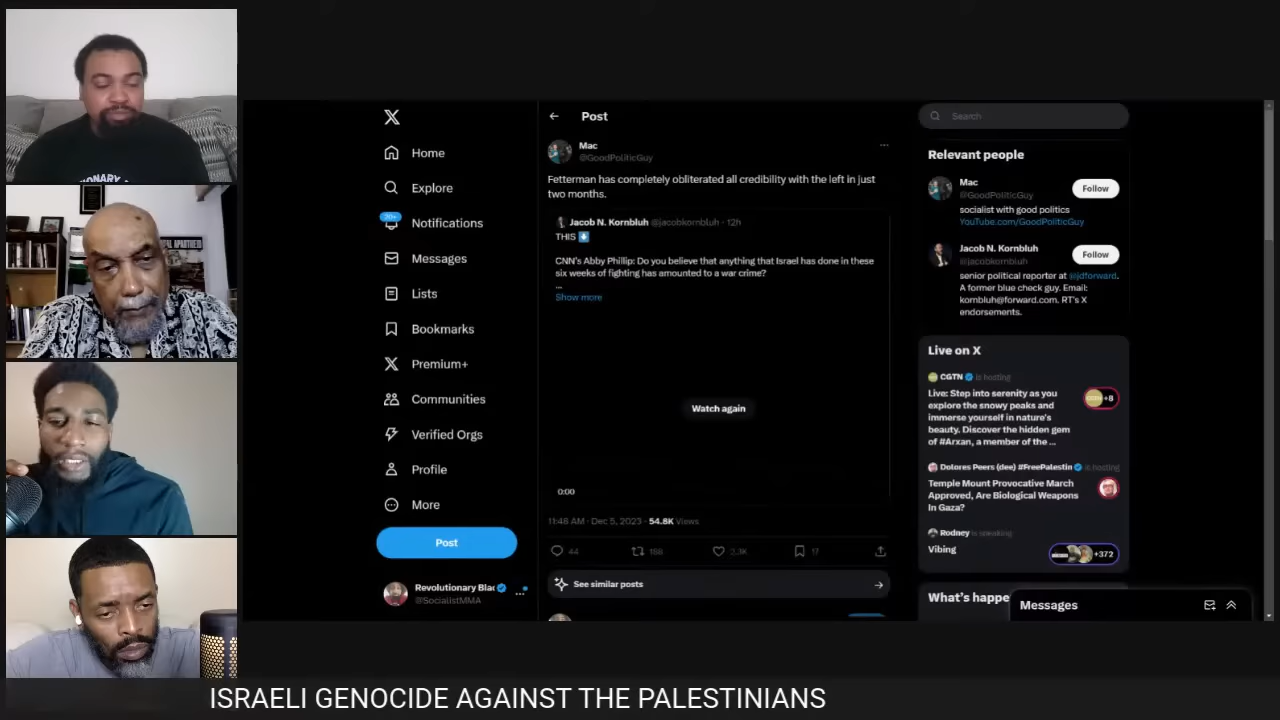 Post
Search
Home
Explore
20+
Notifications
Messages
Lists
Bookmarks
Premium+
Communities
Verified Orgs
Profile
More
Post
Revolutionary Blac
@SocialistMMA
Mac
@GoodPoliticGuy
Fetterman has completely obliterated all credibility with the left in just
two months.
Jacob N. Kornbluh @jacobkornbluh · 12h
THIS
CNN's Abby Phillip: Do you believe that anything that Israel has done in these
six weeks of fighting has amounted to a war crime?
...
Show more
Watch again
0:00
11:48 AM · Dec 5, 2023 · 54.8K Views
44 188 2.3K 17
See similar posts
Relevant people
Mac
@GoodPoliticGuy
Follow
socialist with good politics
YouTube.com/GoodPoliticGuy
Jacob N. Kornbluh
@jacobkornbluh
Follow
senior political reporter at @jdforward.
A former blue check guy. Email:
kornbluh@forward.com. RT's X
endorsements.
Live on X
CGTN is hosting
Live: Step into serenity as you
explore the snowy peaks and
immerse yourself in nature's
beauty. Discover the hidden gem
of #Arxan, a member of the ...
+8
Dolores Peers (dee) #FreePalestin is hosting
Temple Mount Provocative March
Approved, Are Biological Weapons
In Gaza?
Rodney is speaking
Vibing
+372
What's happe
Messages
APARTHEID
ISRAELI GENOCIDE AGAINST THE PALESTINIANS